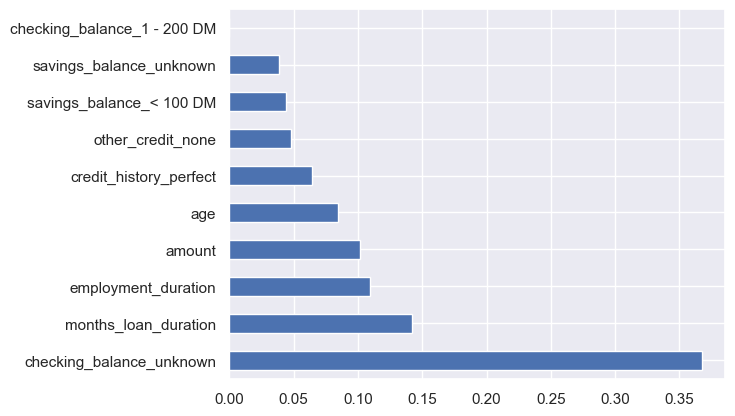 checking_balance_1 - 200 DM
savings_balance_unknown
savings_balance_< 100 DM
other_credit_none
credit_history_perfect
age
amount
employment_duration
months_loan_duration
checking_balance_unknown
0.00 0.05 0.10 0.15 0.20 0.25 0.30 0.35